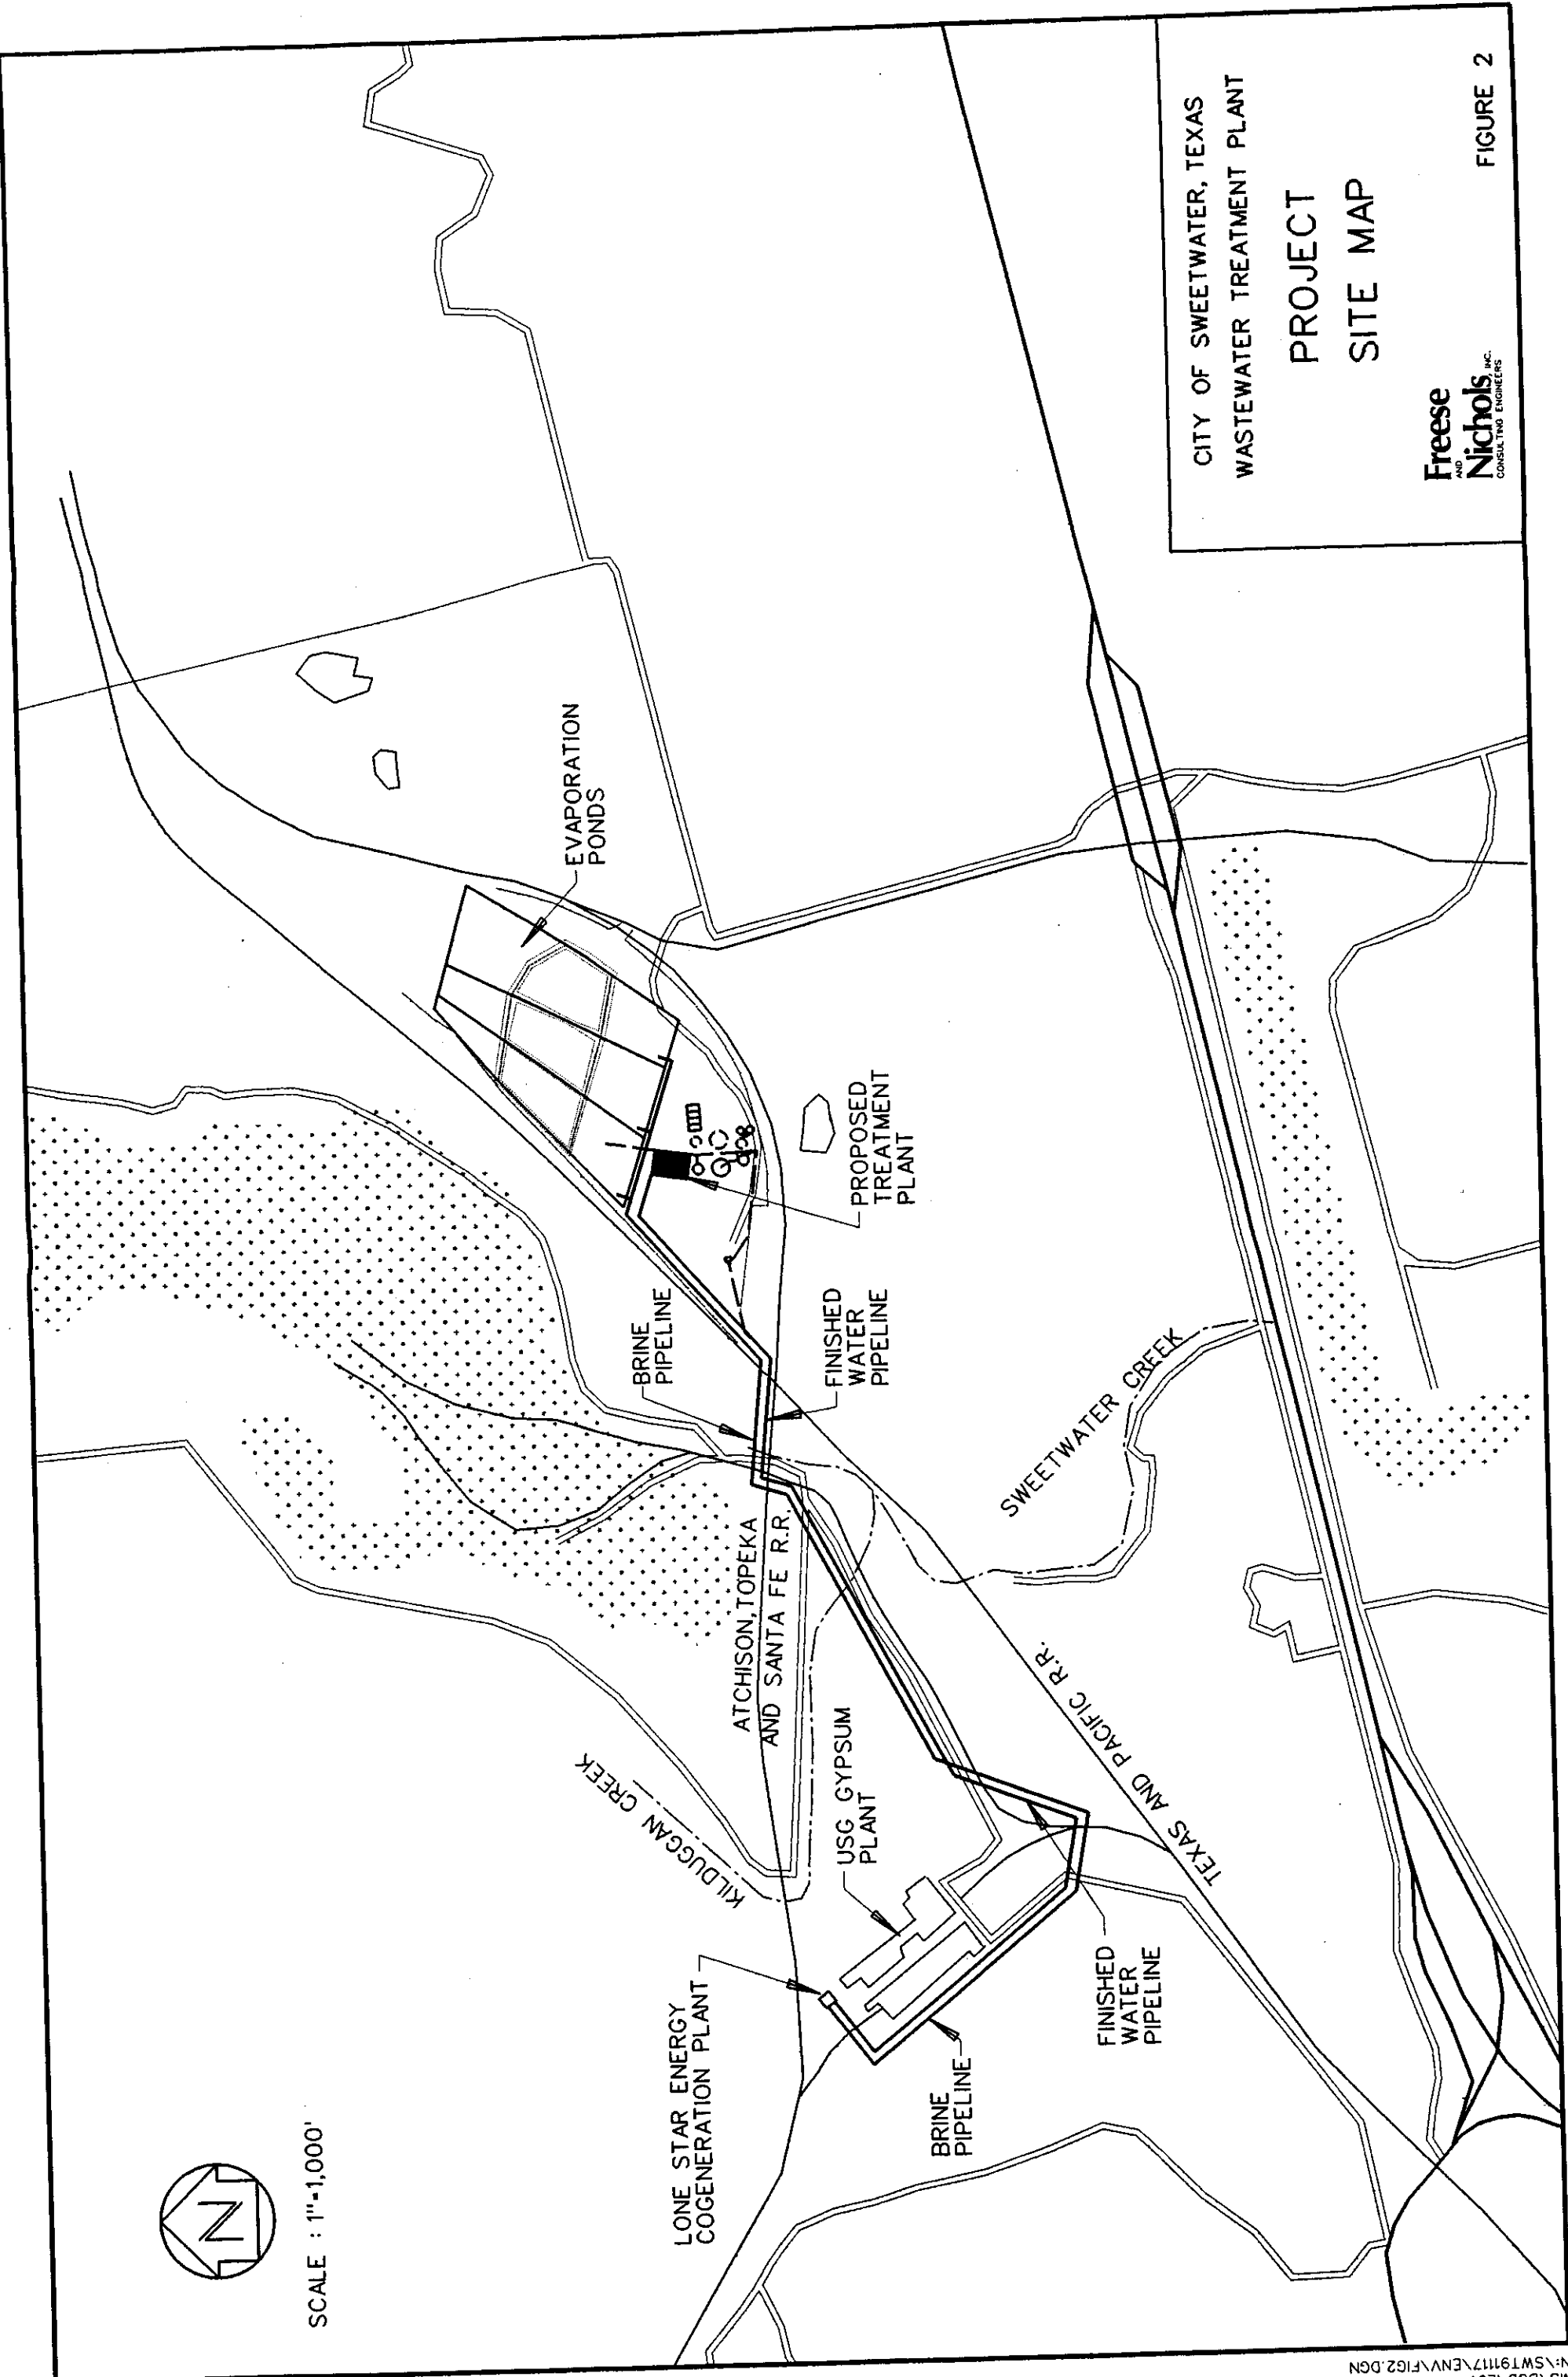 N
SCALE : 1"=1,000'
LONE STAR ENERGY
COGENERATION PLANT
USG GYPSUM
PLANT
KILDUGGAN CREEK
ATCHISON, TOPEKA
AND SANTA FE R.R.
BRINE
PIPELINE
FINISHED
WATER
PIPELINE
EVAPORATION
PONDS
PROPOSED
TREATMENT
PLANT
BRINE
PIPELINE
FINISHED
WATER
PIPELINE
TEXAS AND PACIFIC R.R.
SWEETWATER CREEK
CITY OF SWEETWATER, TEXAS
WASTEWATER TREATMENT PLANT
PROJECT
SITE MAP
Freese
AND
Nichols, INC.
CONSULTING ENGINEERS
FIGURE 2
N:\SWT91117\ENV\FIG2.DGN